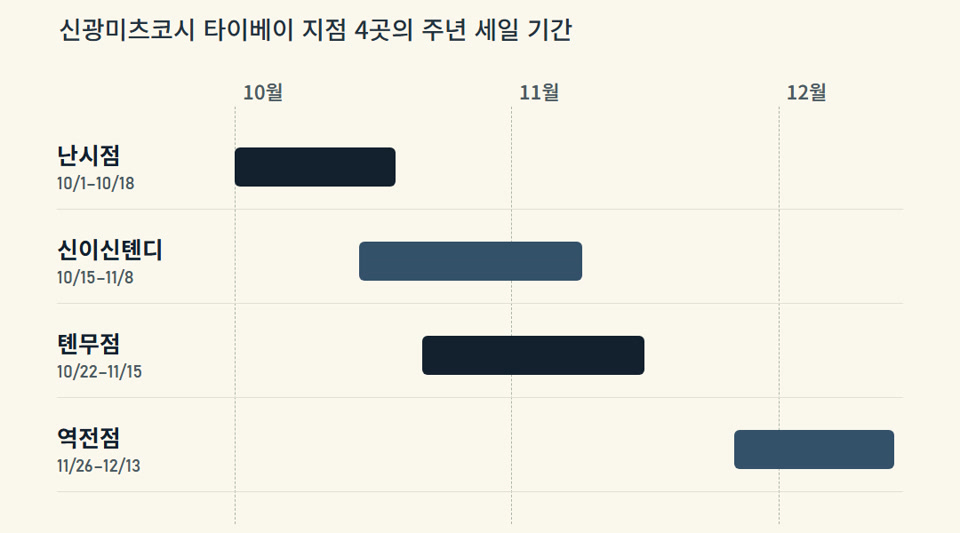 신광미츠코시 타이베이 지점 4곳의 주년 세일 기간
10월
11월
12월
난시점
10/1–10/18
신이신톈디
10/15–11/8
톈무점
10/22–11/15
역전점
11/26–12/13